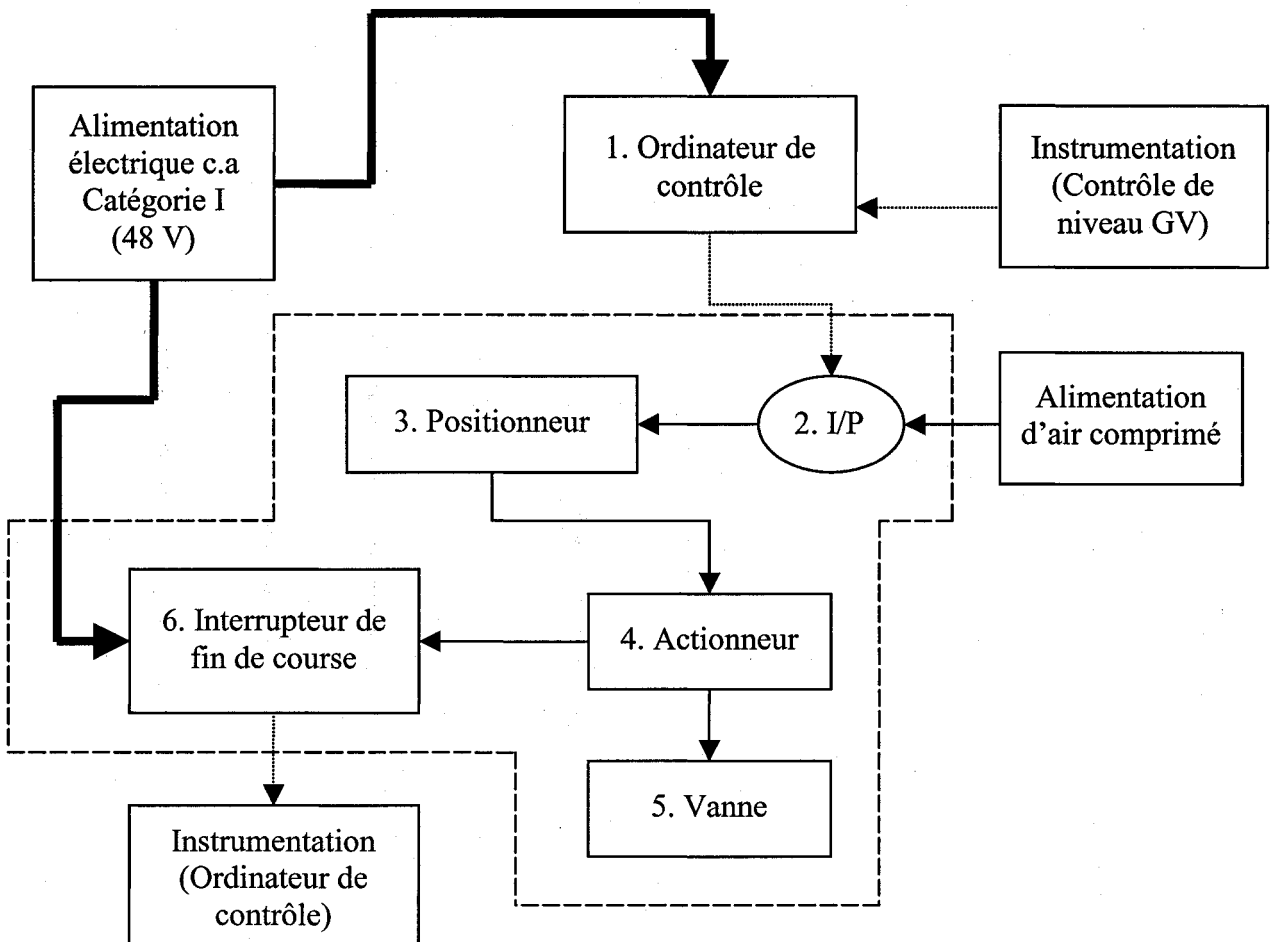 Alimentation
électrique c.a
Catégorie I
(48 V)
1. Ordinateur de
contrôle
Instrumentation
(Contrôle de
niveau GV)
3. Positionneur
2. I/P
Alimentation
d'air comprimé
6. Interrupteur de
fin de course
4. Actionneur
5. Vanne
Instrumentation
(Ordinateur de
contrôle)